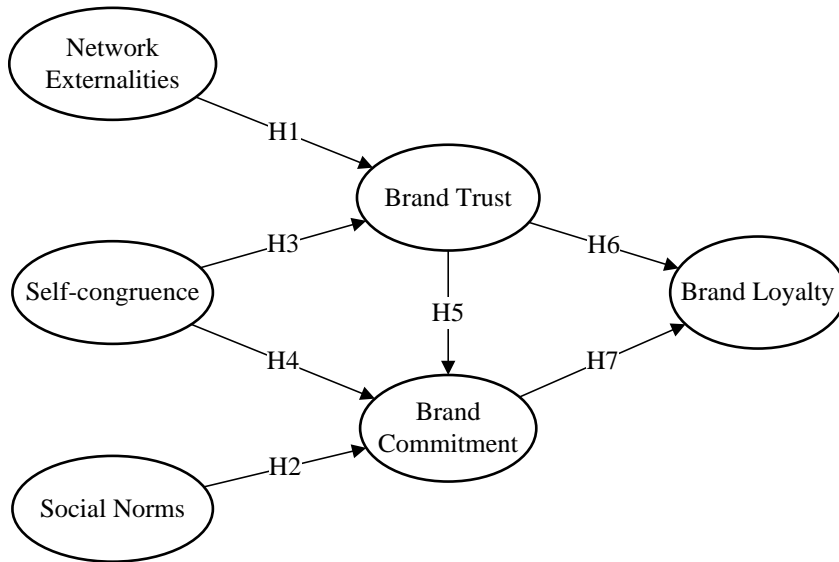 Network
Externalities
H1
Brand Trust
H3
H6
Self-congruence
Brand Loyalty
H5
H4
H7
Brand
Commitment
H2
Social Norms